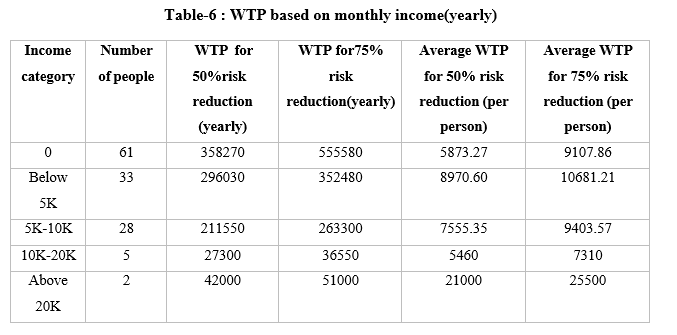 Table-6 : WTP based on monthly income(yearly)
Income category | Number of people | WTP for 50%risk reduction (yearly) | WTP for75% risk reduction(yearly) | Average WTP for 50% risk reduction (per person) | Average WTP for 75% risk reduction (per person)
0 | 61 | 358270 | 555580 | 5873.27 | 9107.86
Below 5K | 33 | 296030 | 352480 | 8970.60 | 10681.21
5K-10K | 28 | 211550 | 263300 | 7555.35 | 9403.57
10K-20K | 5 | 27300 | 36550 | 5460 | 7310
Above 20K | 2 | 42000 | 51000 | 21000 | 25500